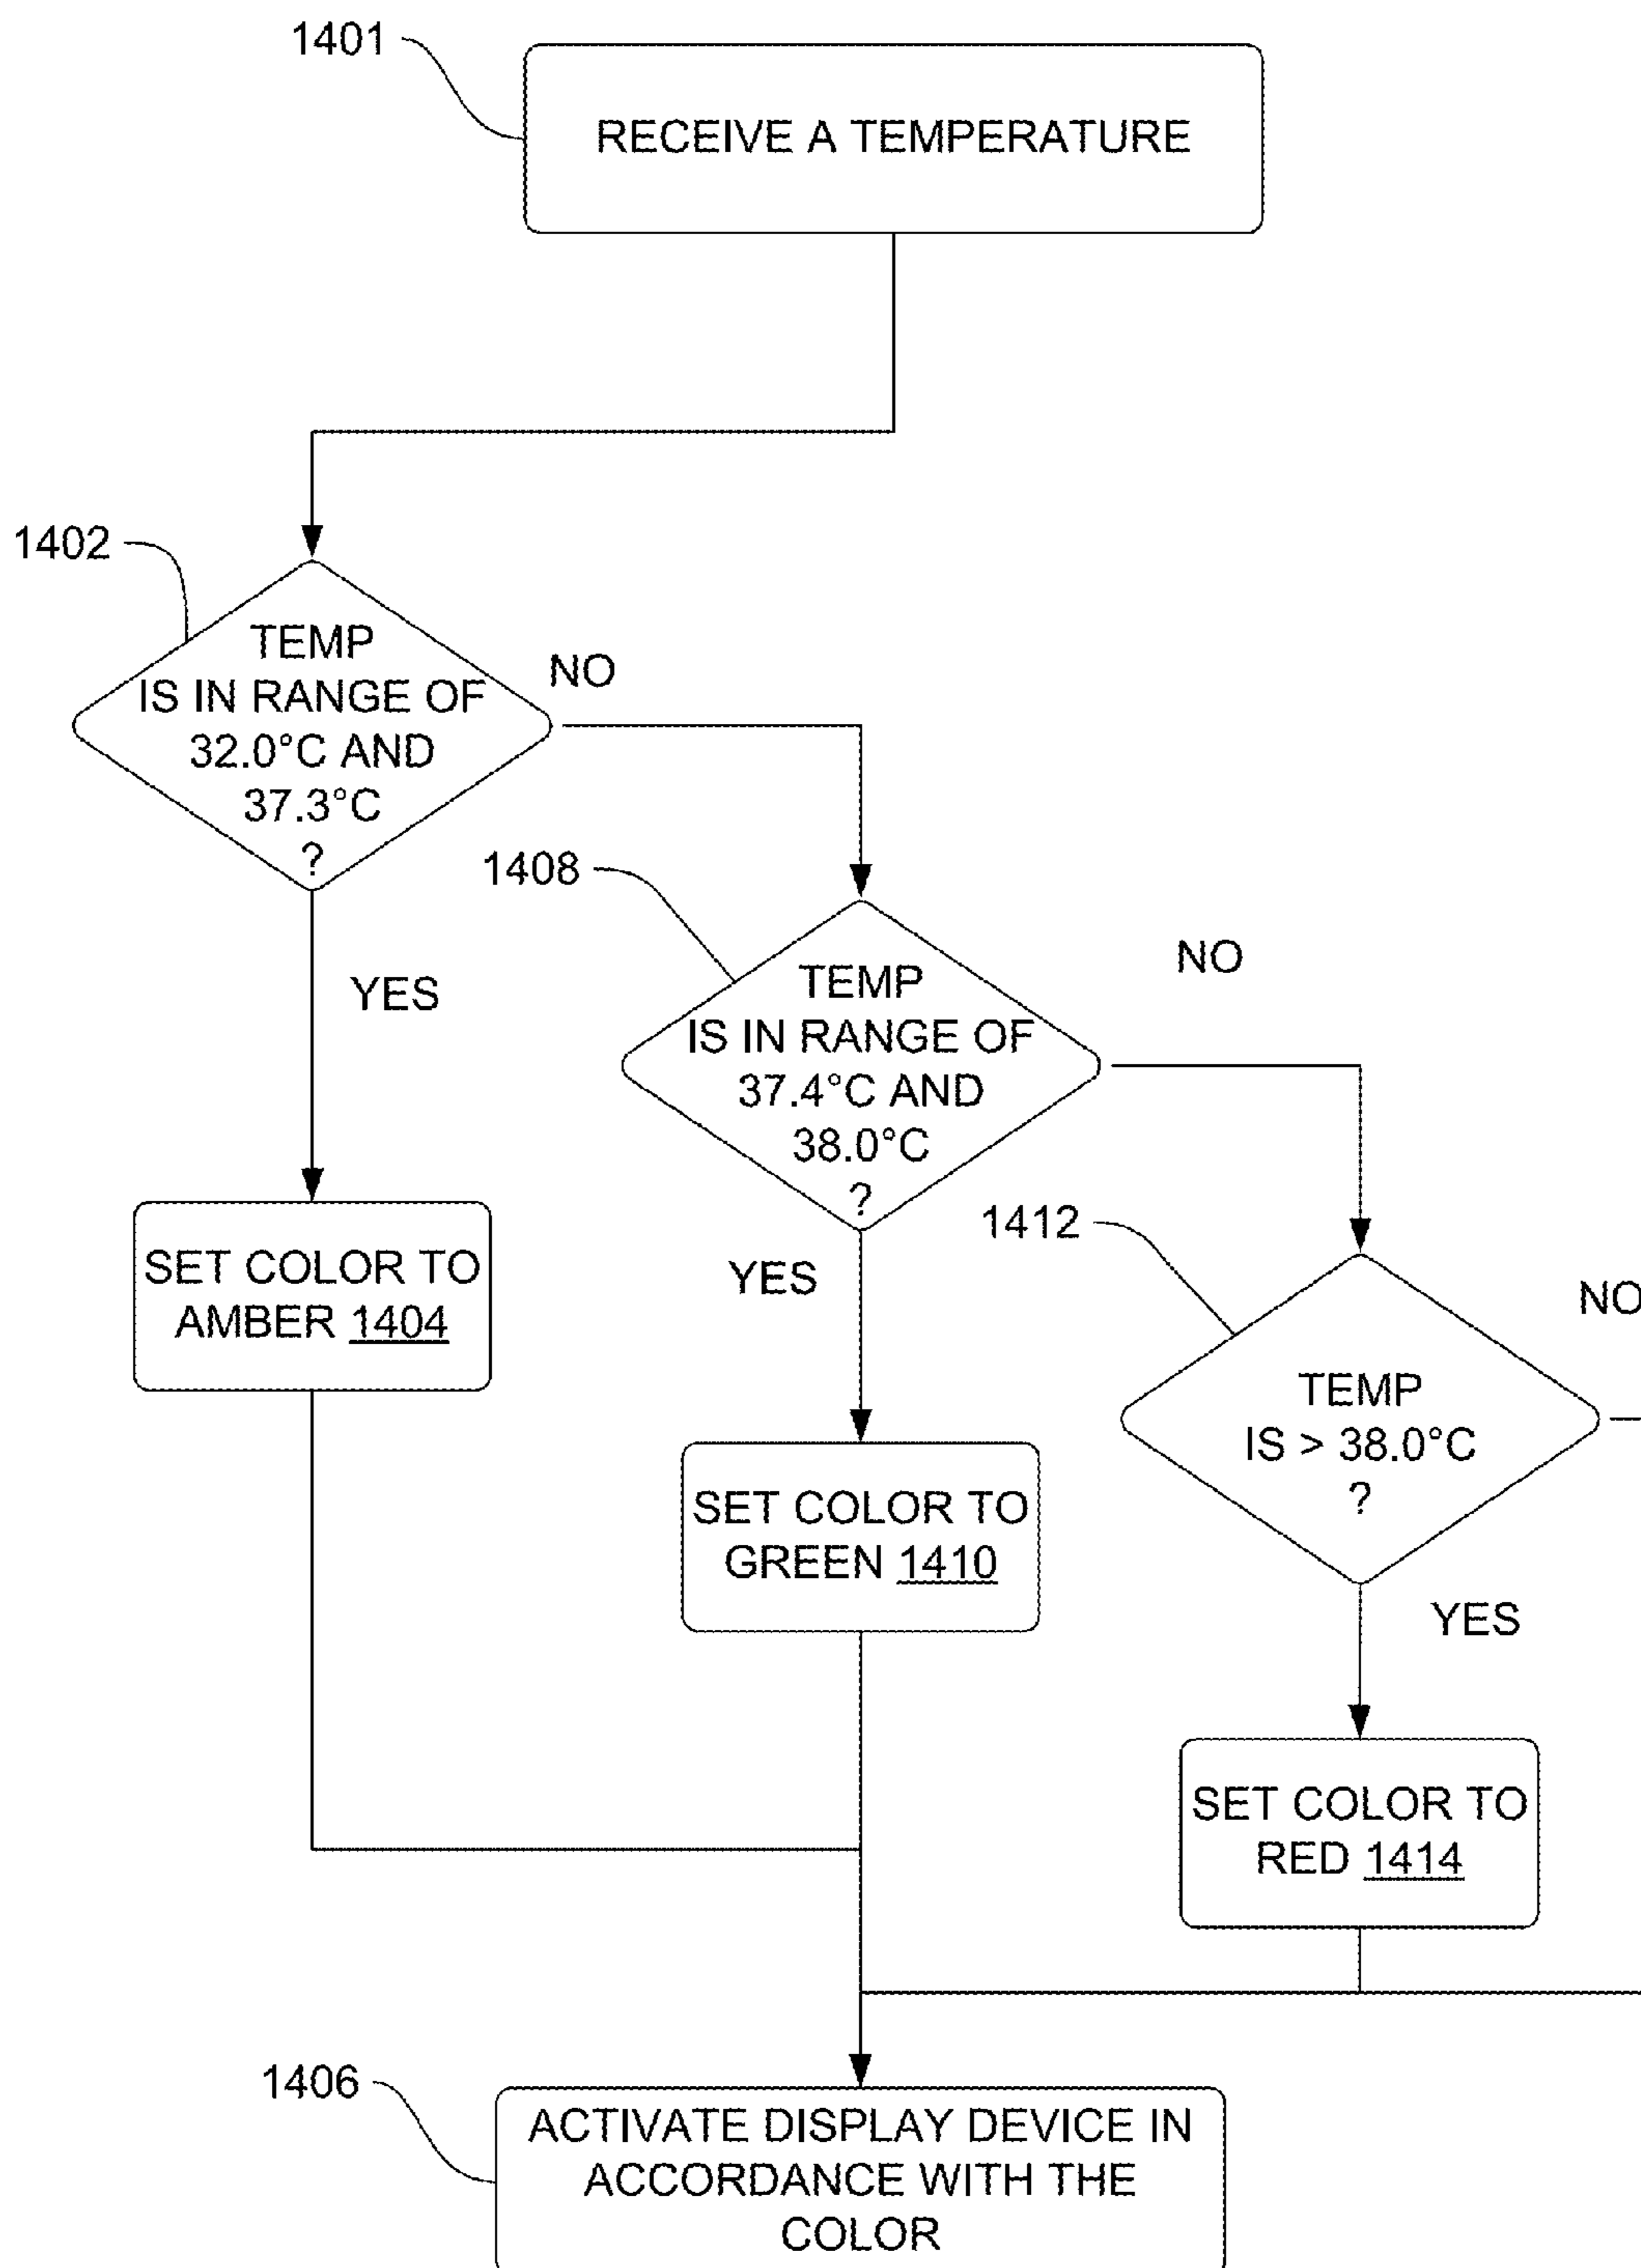 1401
RECEIVE A TEMPERATURE
1402
TEMP
IS IN RANGE OF
32.0°C AND
37.3°C
?
NO
YES
1408
TEMP
IS IN RANGE OF
37.4°C AND
38.0°C
?
NO
YES
1412
TEMP
IS > 38.0°C
?
NO
YES
SET COLOR TO
AMBER 1404
SET COLOR TO
GREEN 1410
SET COLOR TO
RED 1414
1406
ACTIVATE DISPLAY DEVICE IN
ACCORDANCE WITH THE
COLOR